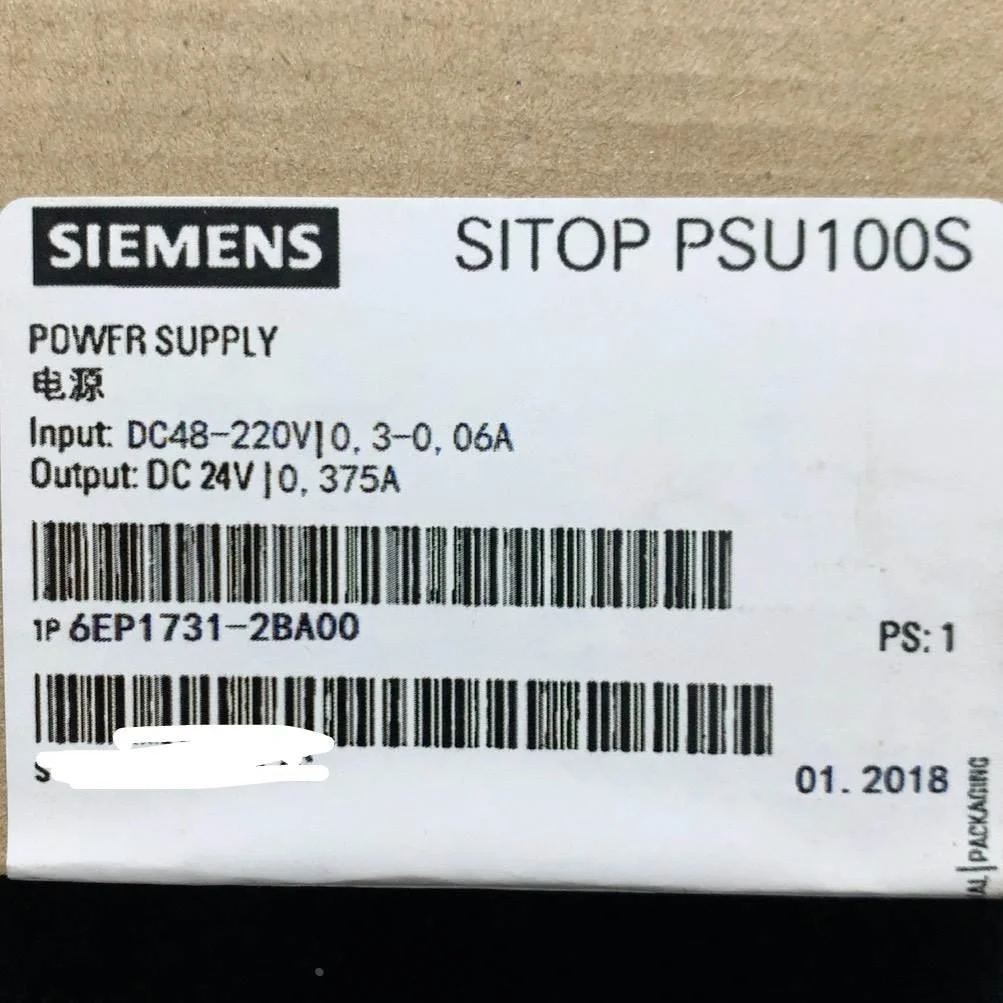 SIEMENS
SITOP PSU100S
POWER SUPPLY
电源
Input: DC48-220V|0, 3-0, 06A
Output: DC 24V |0, 375A
1P 6EP1731-2BA00
PS: 1
S
01. 2018
PACKAGING